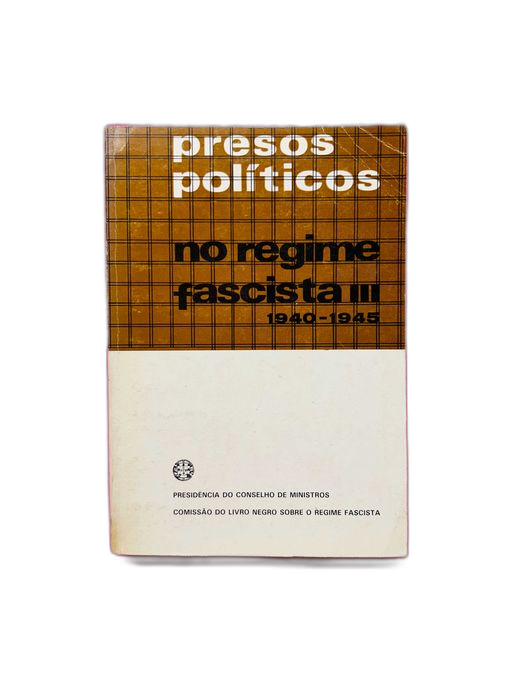 presos
políticos
no regime
fascista III
1940-1945
PRESIDÊNCIA DO CONSELHO DE MINISTROS
COMISSÃO DO LIVRO NEGRO SOBRE O REGIME FASCISTA